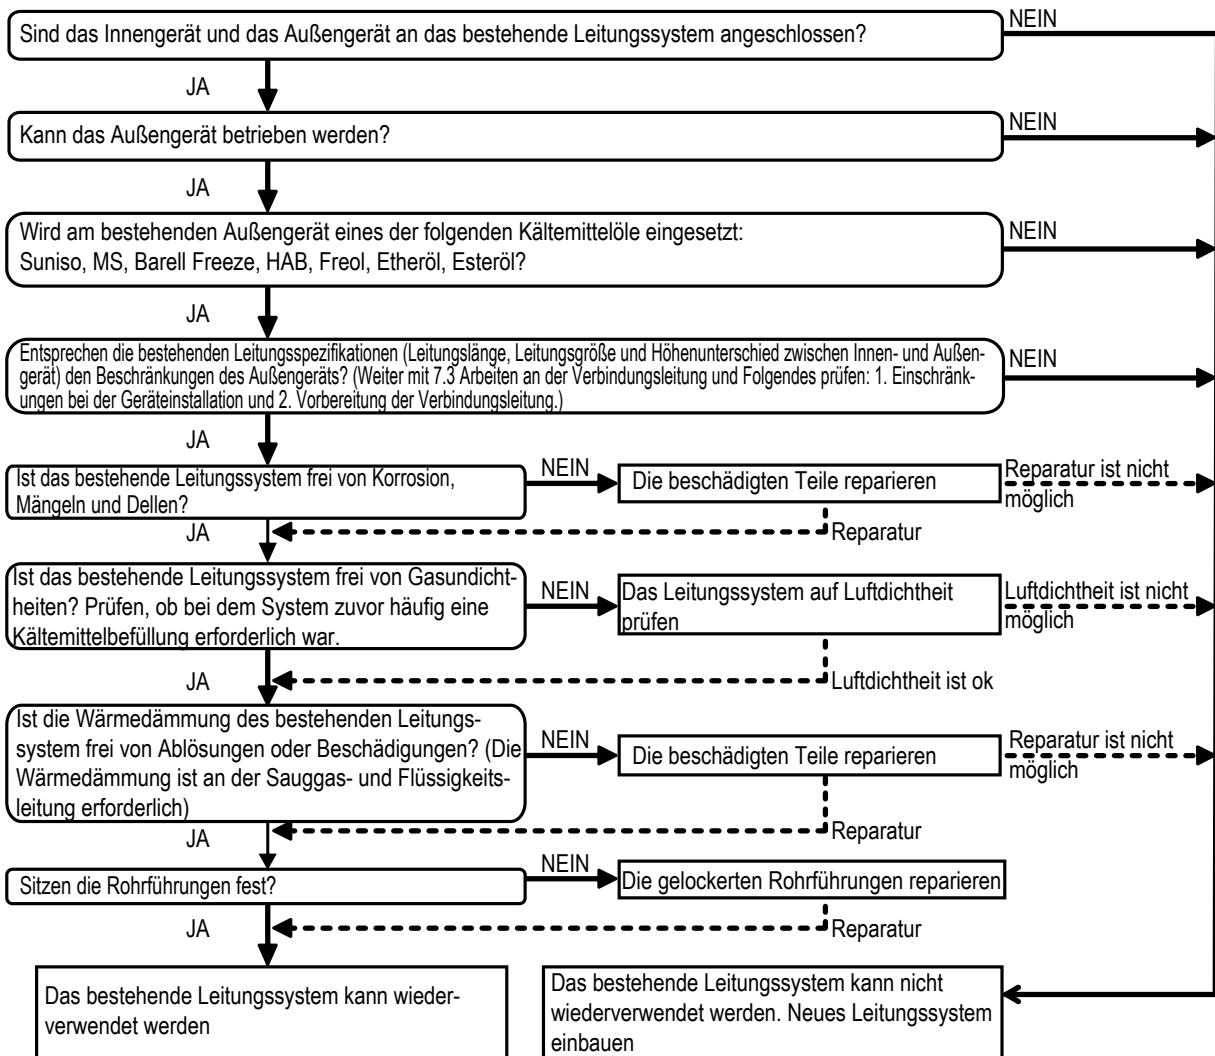 Sind das Innengerät und das Außengerät an das bestehende Leitungssystem angeschlossen?
NEIN
JA
Kann das Außengerät betrieben werden?
NEIN
JA
Wird am bestehenden Außengerät eines der folgenden Kältemittelöle eingesetzt:
Suniso, MS, Barell Freeze, HAB, Freol, Etheröl, Esteröl?
NEIN
JA
Entsprechen die bestehenden Leitungsspezifikationen (Leitungslänge, Leitungsgröße und Höhenunterschied zwischen Innen- und Außen-
gerät) den Beschränkungen des Außengeräts? (Weiter mit 7.3 Arbeiten an der Verbindungsleitung und Folgendes prüfen: 1. Einschränk-
ungen bei der Geräteinstallation und 2. Vorbereitung der Verbindungsleitung.)
NEIN
JA
Ist das bestehende Leitungssystem frei von Korrosion,
Mängeln und Dellen?
NEIN
Die beschädigten Teile reparieren
Reparatur ist nicht
möglich
JA
Reparatur
Ist das bestehende Leitungssystem frei von Gasundicht-
heiten? Prüfen, ob bei dem System zuvor häufig eine
Kältemittelbefüllung erforderlich war.
NEIN
Das Leitungssystem auf Luftdichtheit
prüfen
Luftdichtheit ist nicht
möglich
JA
Luftdichtheit ist ok
Ist die Wärmedämmung des bestehenden Leitungs-
system frei von Ablösungen oder Beschädigungen? (Die
Wärmedämmung ist an der Sauggas- und Flüssigkeits-
leitung erforderlich)
NEIN
Die beschädigten Teile reparieren
Reparatur ist nicht
möglich
JA
Reparatur
Sitzen die Rohrführungen fest?
NEIN
Die gelockerten Rohrführungen reparieren
JA
Reparatur
Das bestehende Leitungssystem kann wieder-
verwendet werden
Das bestehende Leitungssystem kann nicht
wiederverwendet werden. Neues Leitungssystem
einbauen